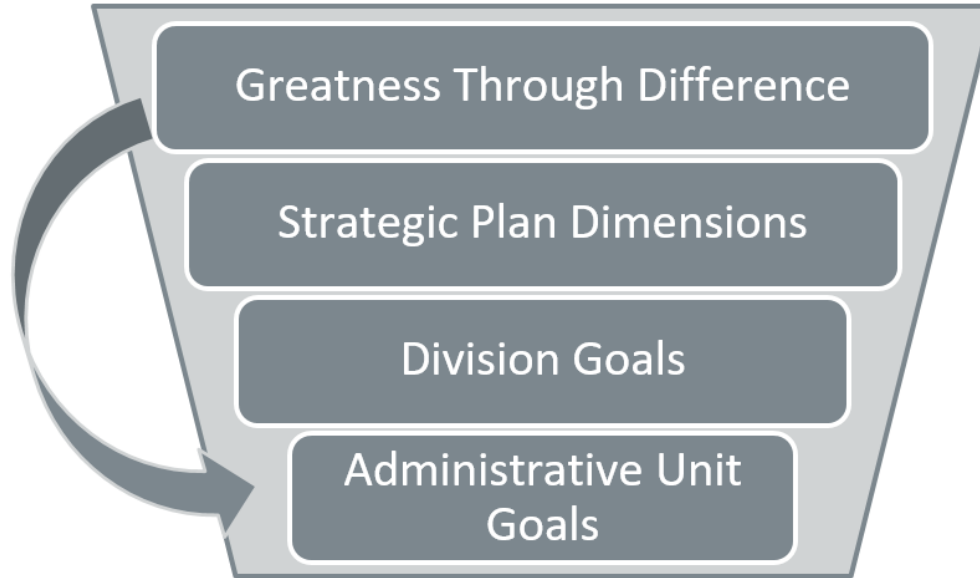 Greatness Through Difference
Strategic Plan Dimensions
Division Goals
Administrative Unit
Goals